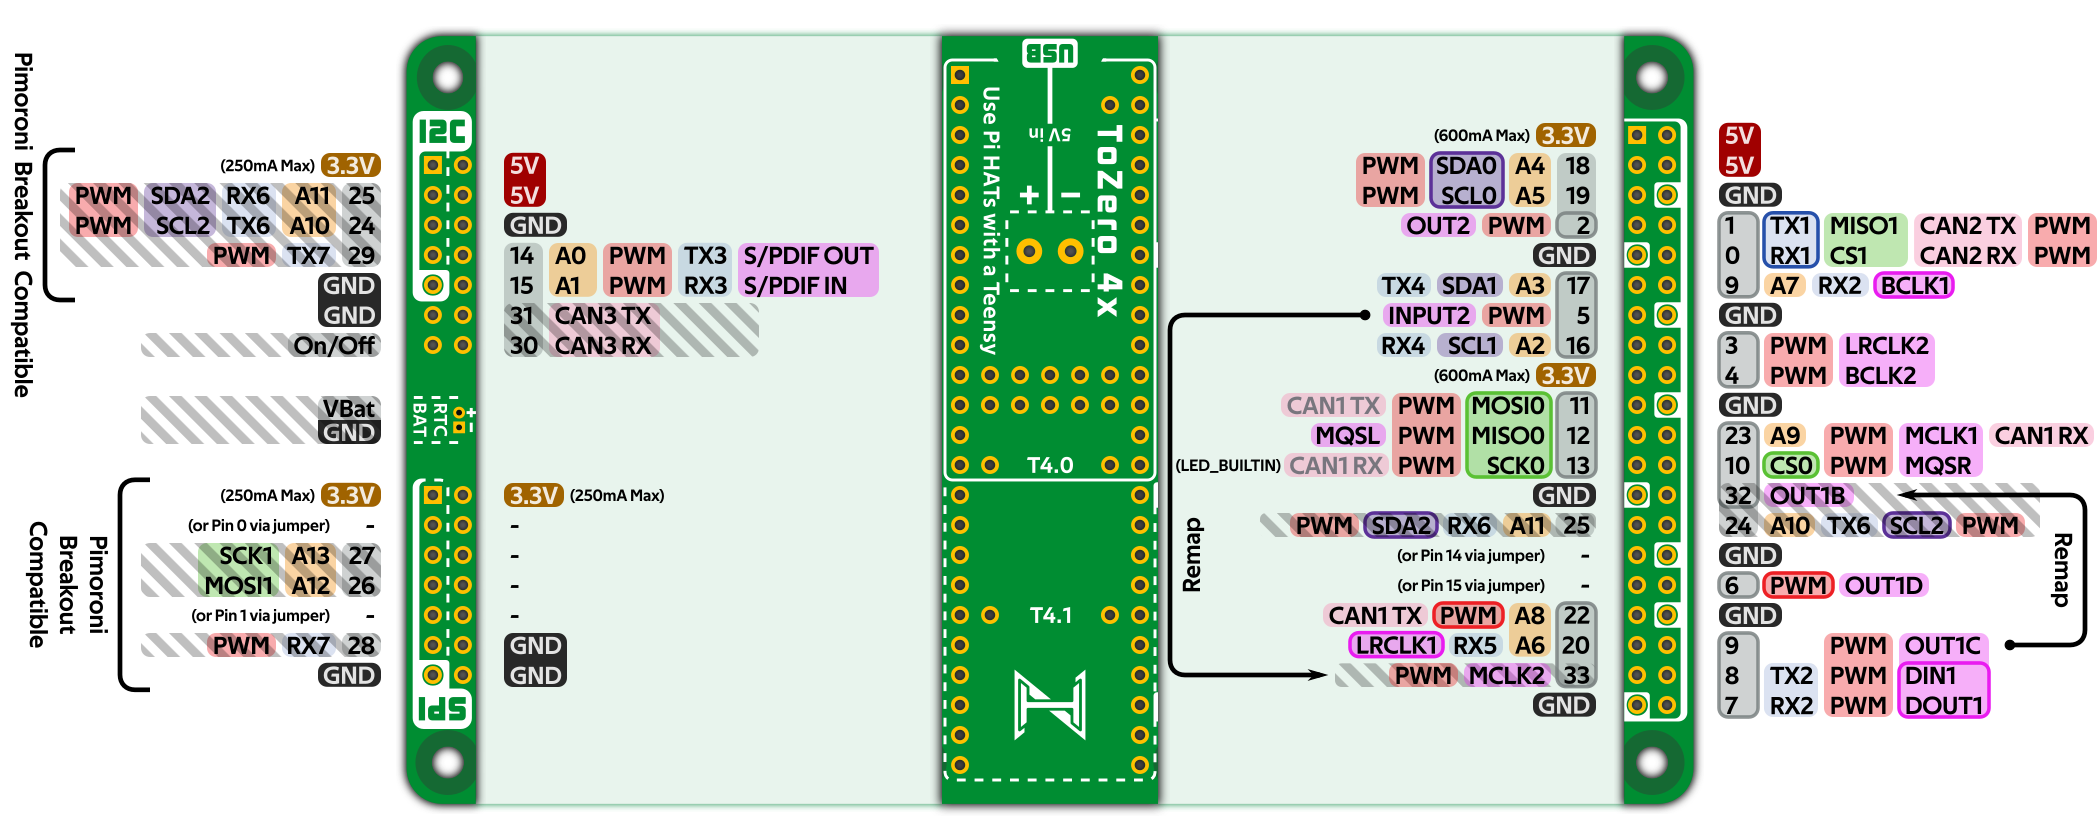 Pimoroni Breakout Compatible
(250mA Max) 3.3V
PWM SDA2 RX6 A11 25
PWM SCL2 TX6 A10 24
PWM TX7 29
GND
GND
On/Off
VBat
GND
Pimoroni
Breakout
Compatible
(250mA Max) 3.3V
(or Pin 0 via jumper) -
SCK1 A13 27
MOSI1 A12 26
(or Pin 1 via jumper) -
PWM RX7 28
GND
I2C
RTC
BAT
+
-
SPI
5V
5V
GND
14 A0 PWM TX3 S/PDIF OUT
15 A1 PWM RX3 S/PDIF IN
31 CAN3 TX
30 CAN3 RX
3.3V (250mA Max)
-
-
-
-
GND
GND
USB
5V in
+ -
ToZero 4x
Use Pi HATs with a Teensy
T4.0
T4.1
(600mA Max) 3.3V
PWM SDA0 A4 18
PWM SCL0 A5 19
OUT2 PWM 2
GND
TX4 SDA1 A3 17
INPUT2 PWM 5
RX4 SCL1 A2 16
(600mA Max) 3.3V
CAN1 TX PWM MOSI0 11
MQSL PWM MISO0 12
(LED_BUILTIN) CAN1 RX PWM SCK0 13
GND
PWM SDA2 RX6 A11 25
(or Pin 14 via jumper) -
(or Pin 15 via jumper) -
CAN1 TX PWM A8 22
LRCLK1 RX5 A6 20
PWM MCLK2 33
GND
Remap
5V
5V
GND
1 TX1 MISO1 CAN2 TX PWM
0 RX1 CS1 CAN2 RX PWM
9 A7 RX2 BCLK1
GND
3 PWM LRCLK2
4 PWM BCLK2
GND
23 A9 PWM MCLK1 CAN1 RX
10 CS0 PWM MQSR
32 OUT1B
24 A10 TX6 SCL2 PWM
GND
6 PWM OUT1D
GND
9 PWM OUT1C
8 TX2 PWM DIN1
7 RX2 PWM DOUT1
Remap